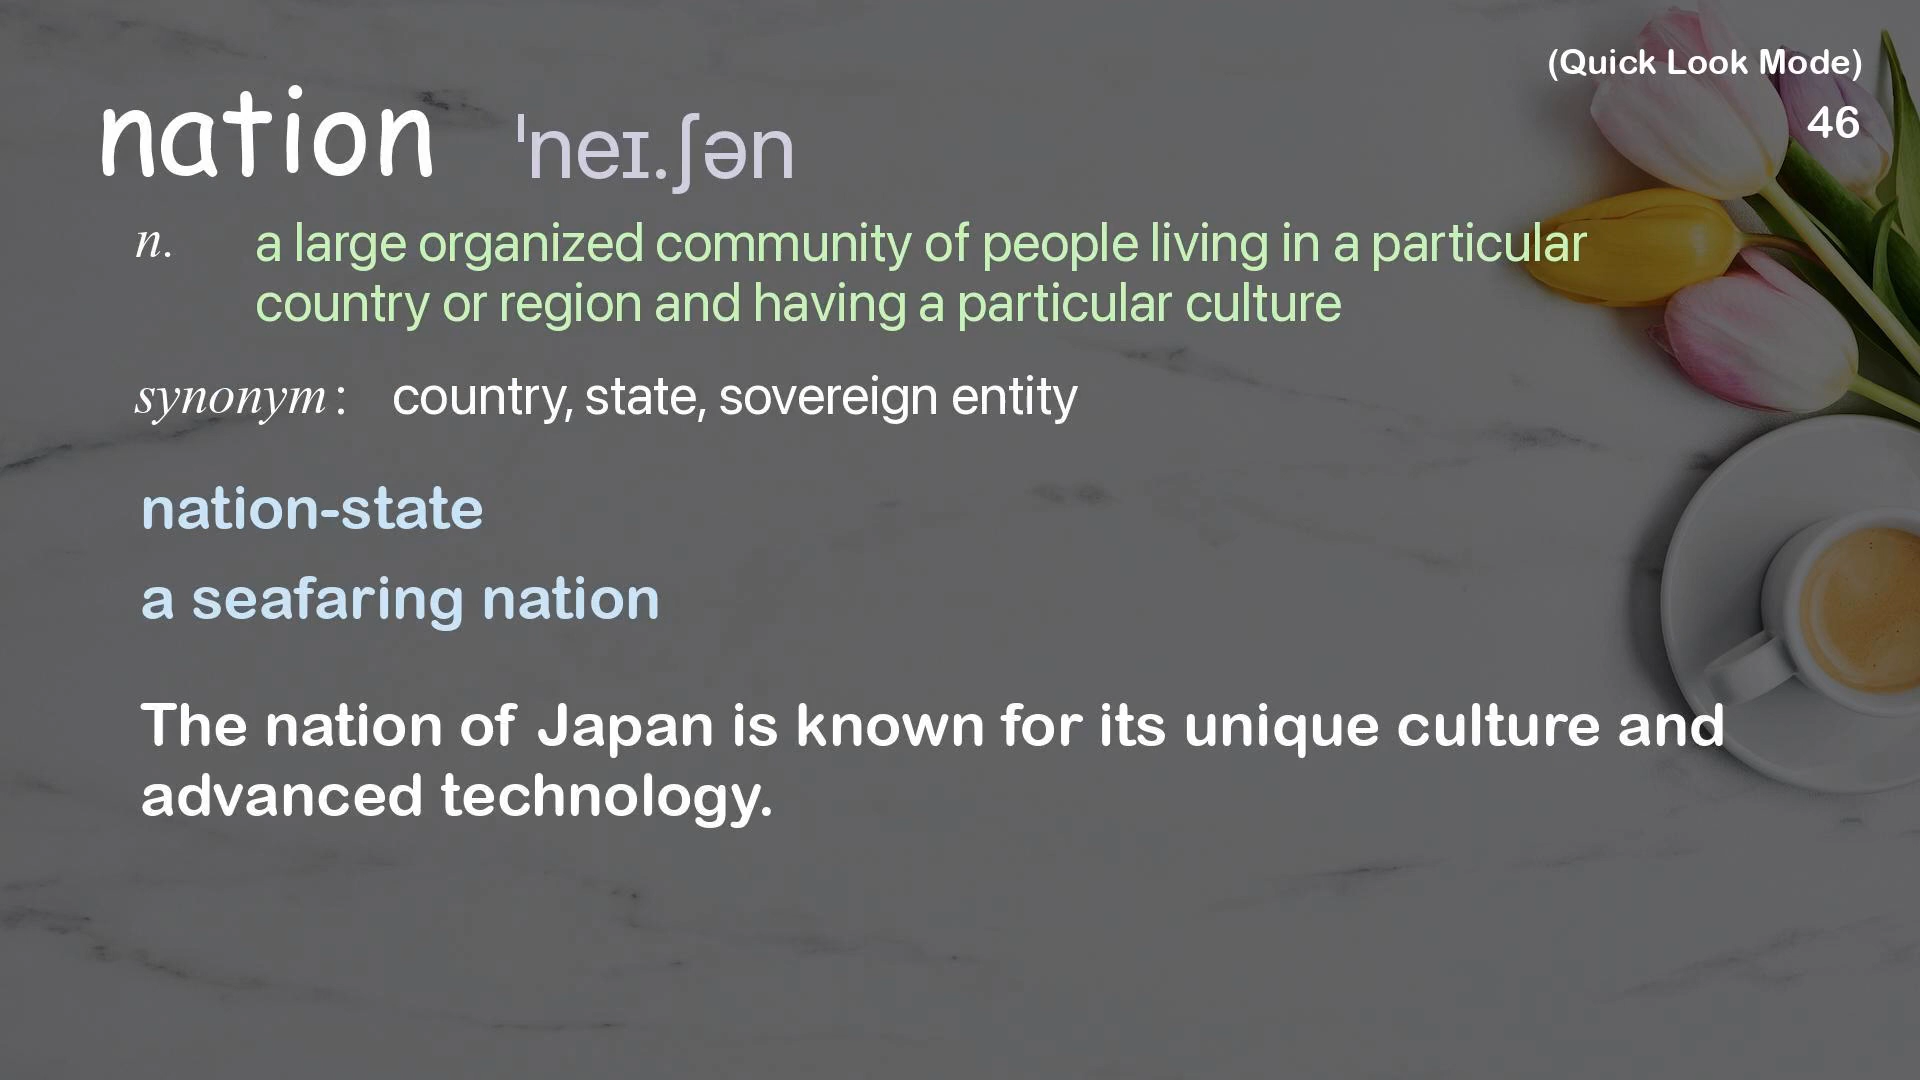 (Quick Look Mode)
46
nation ˈneɪ.ʃən
n. a large organized community of people living in a particular
country or region and having a particular culture
synonym: country, state, sovereign entity
nation-state
a seafaring nation
The nation of Japan is known for its unique culture and
advanced technology.